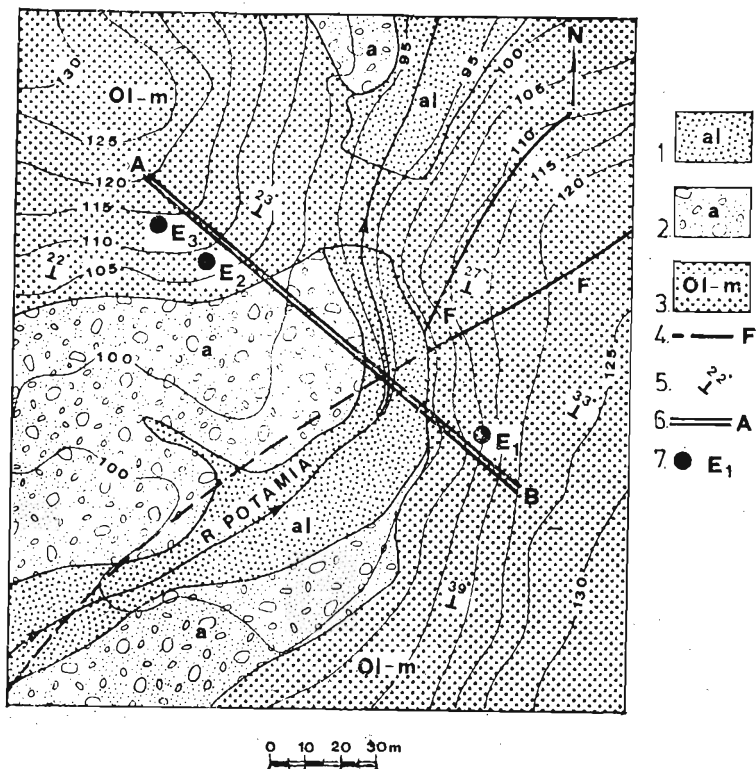 N
130
a
95
95
100
Ol-m
al
105
110
125
115
A
120
120
115
23
E3
110
22
105
E2
27
F
F
a
100
125
33
E1
100
R POTAMIA
B
al
39
130
a
Ol-m
1 al
2. a
3. Ol-m
4. F
5. 22'
6. A
7. E1
0 10 20 30m